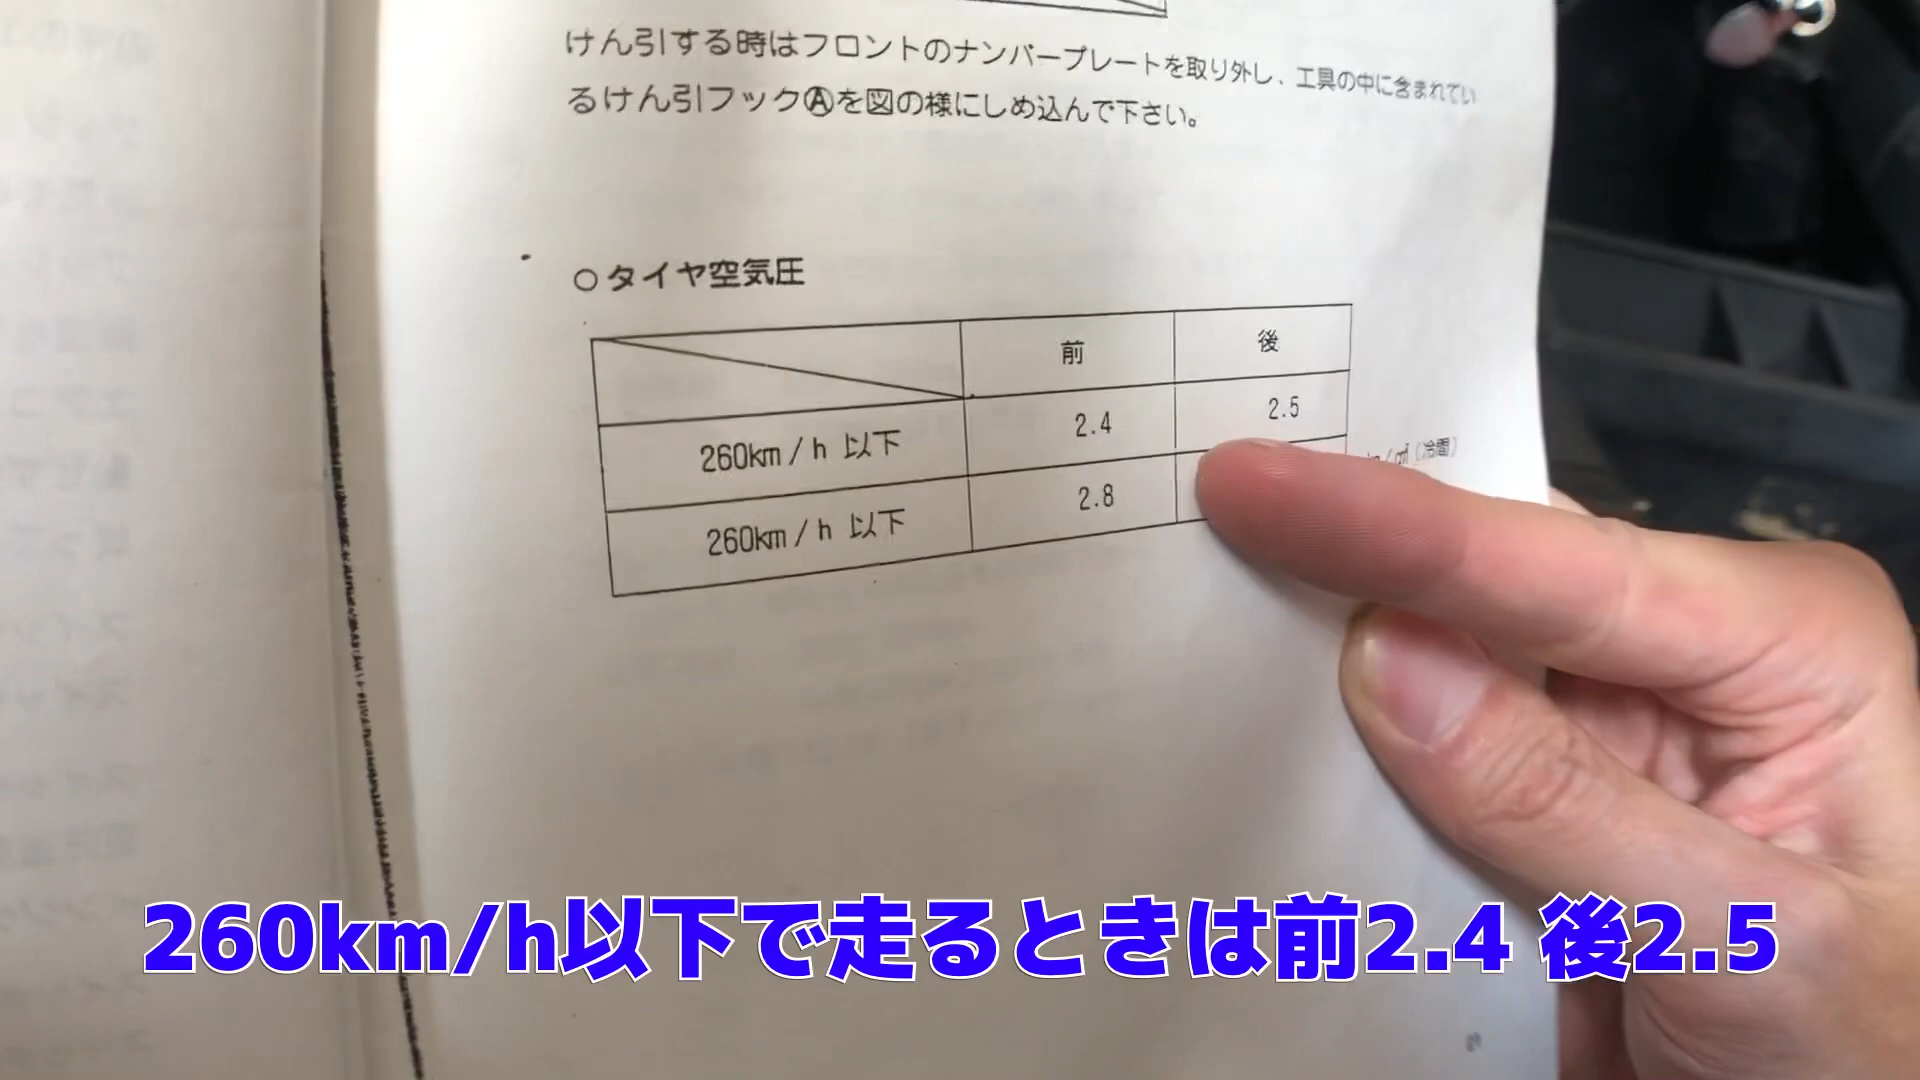 けん引する時はフロントのナンバープレートを取り外し、工具の中に含まれてい
るけん引フックⒶを図の様にしめ込んで下さい。
○タイヤ空気圧
前 後
260km/h 以下 2.4 2.5
260km/h 以下 2.8
/c㎡(冷間)
260km/h以下で走るときは前2.4 後2.5